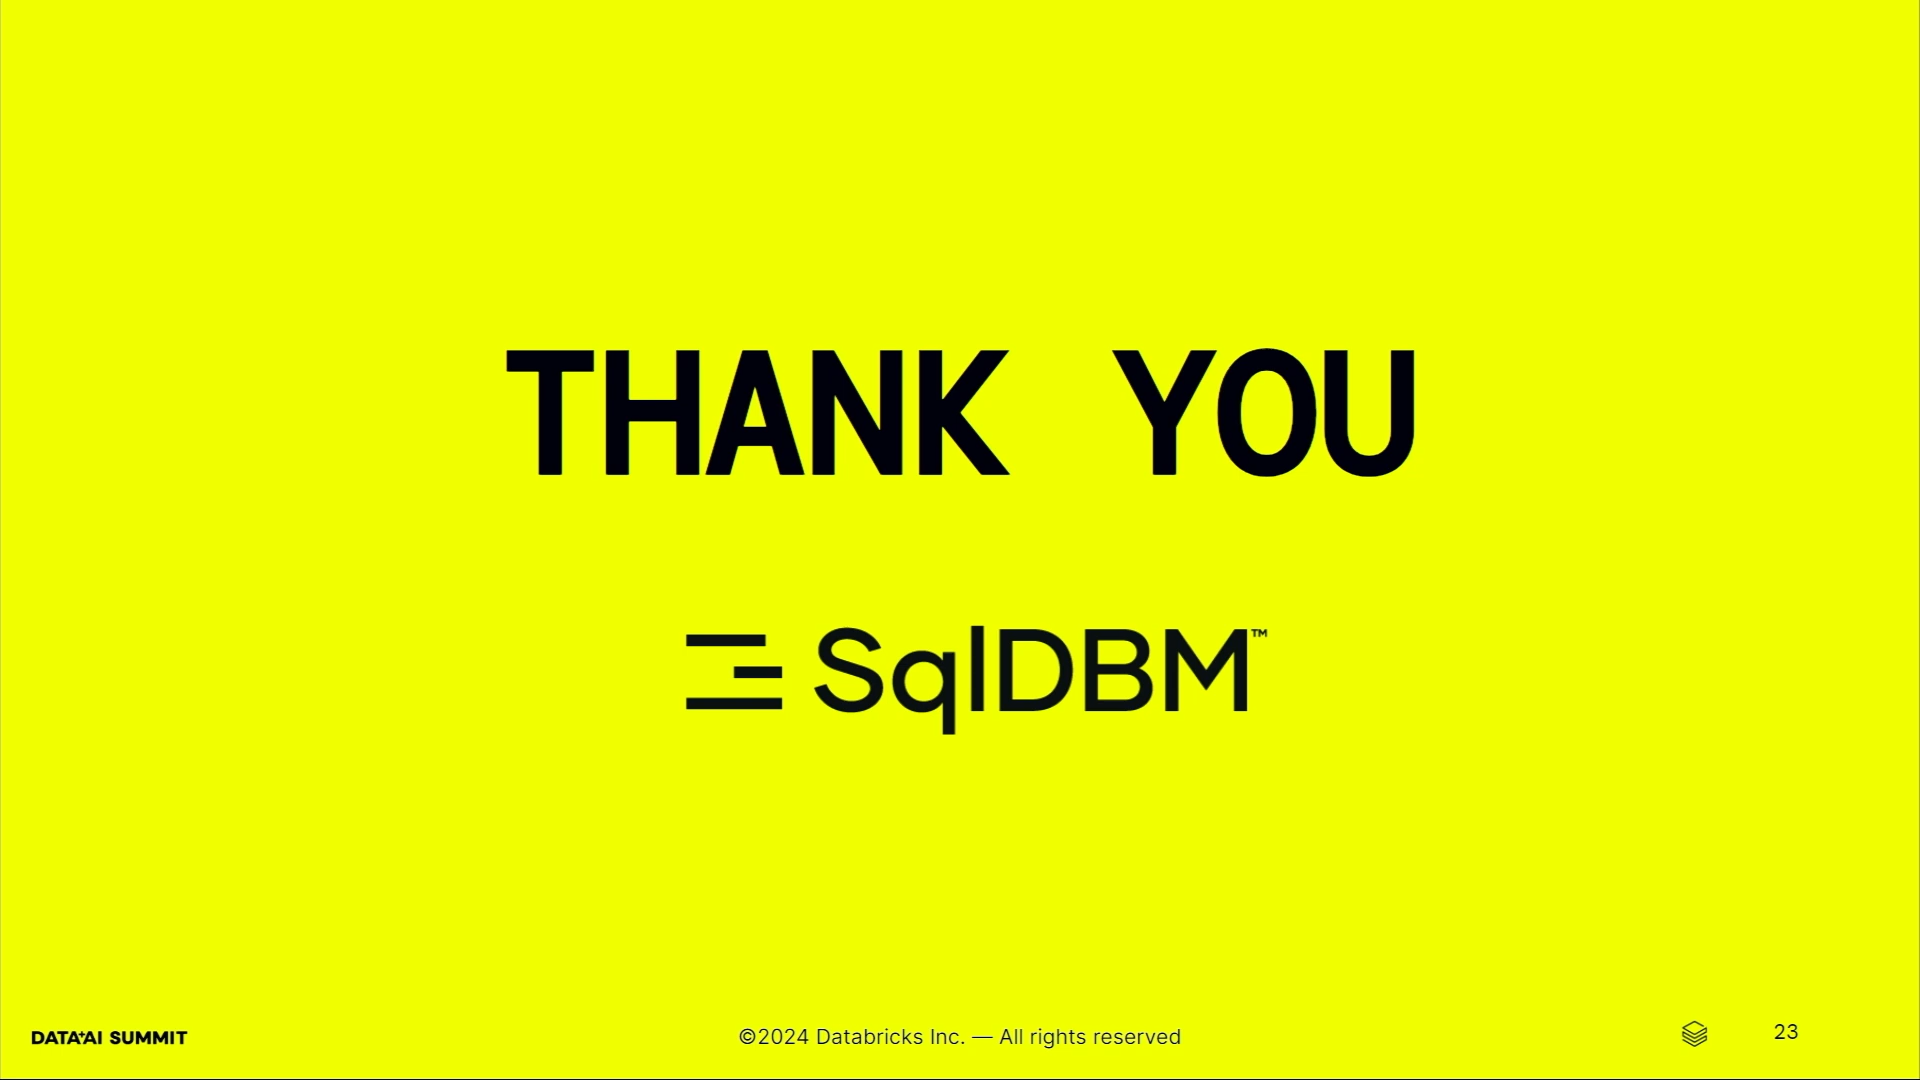 THANK YOU
SqlDBM™
DATA+AI SUMMIT
©2024 Databricks Inc. — All rights reserved
23